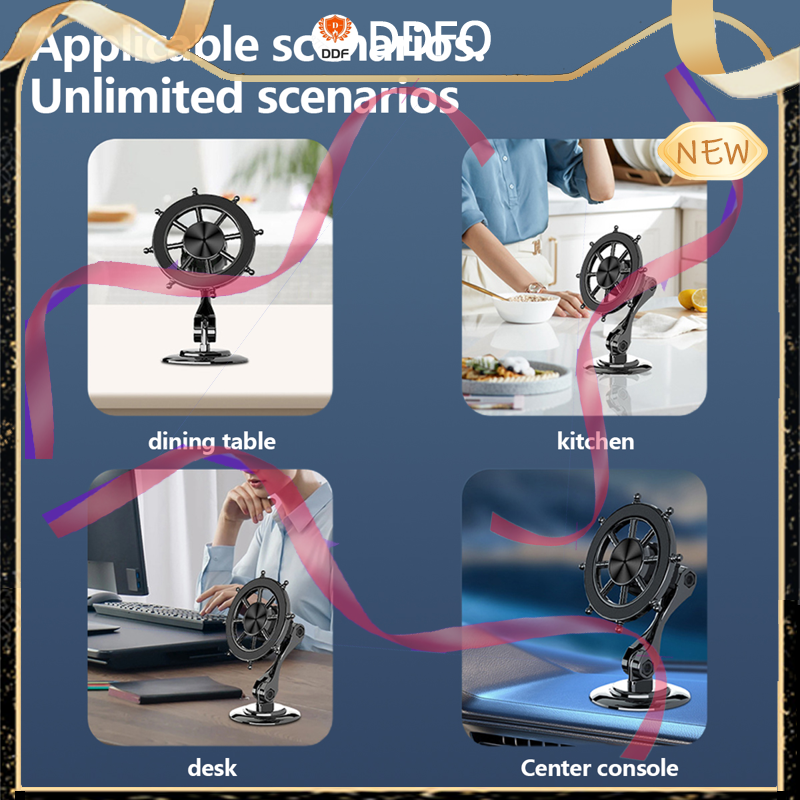 Applicable scenarios.
DDFO
DDF
Unlimited scenarios
NEW
dining table
kitchen
desk
Center console